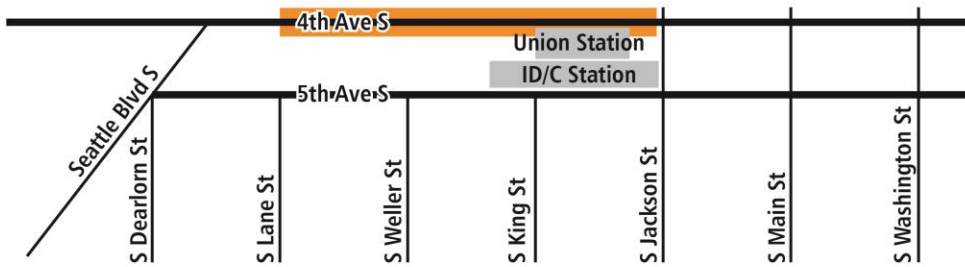 4th Ave S
Union Station
ID/C Station
5th Ave S
Seattle Blvd S
S Dearlorn St
S Lane St
S Weller St
S King St
S Jackson St
S Main St
S Washington St